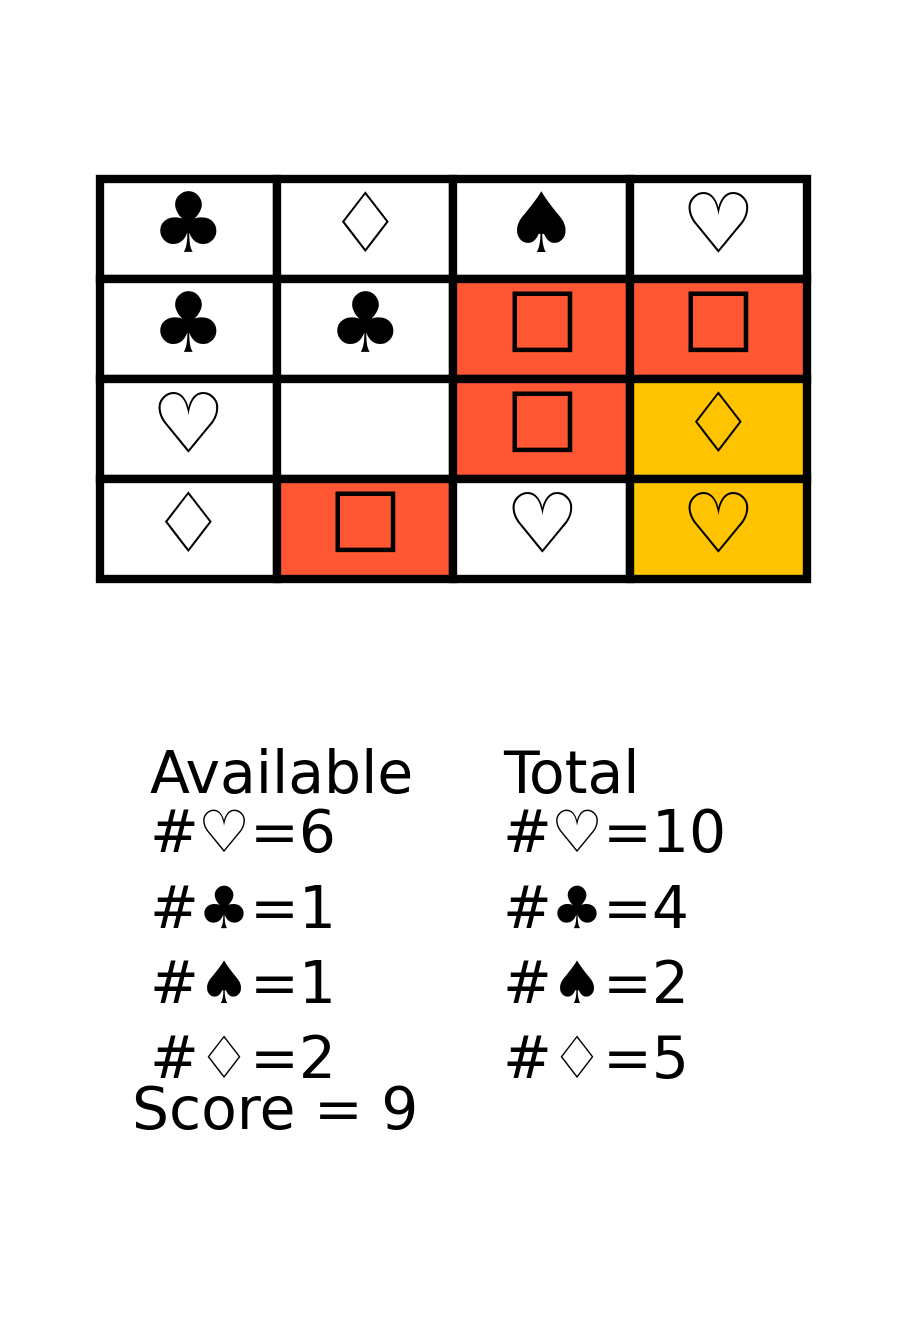 ♣ ♢ ♠ ♡
♣ ♣ □ □
♡ □ ♢
♢ □ ♡ ♡
Available Total
#♡=6 #♡=10
#♣=1 #♣=4
#♠=1 #♠=2
#♢=2 #♢=5
Score = 9